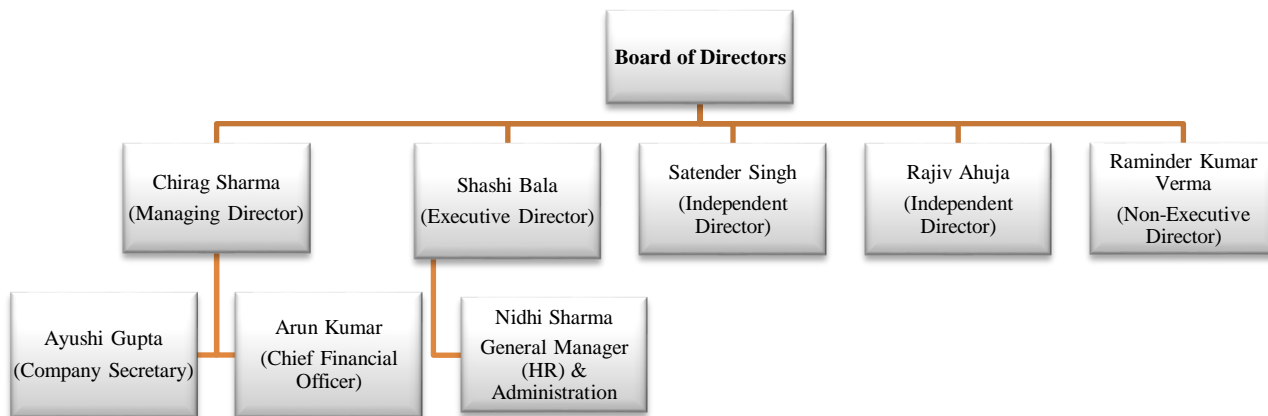 Board of Directors
Chirag Sharma
(Managing Director)
Shashi Bala
(Executive Director)
Satender Singh
(Independent
Director)
Rajiv Ahuja
(Independent
Director)
Raminder Kumar
Verma
(Non-Executive
Director)
Ayushi Gupta
(Company Secretary)
Arun Kumar
(Chief Financial
Officer)
Nidhi Sharma
General Manager
(HR) &
Administration